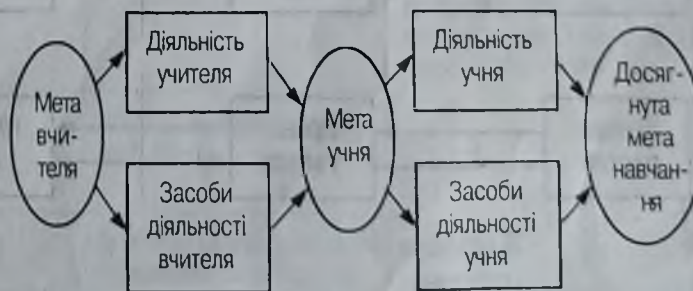 Мета
вчи-
теля
Діяльність
учителя
Засоби
діяльності
вчителя
Мета
учня
Діяльність
учня
Засоби
діяльності
учня
Досяг-
нута
мета
навчан-
ня